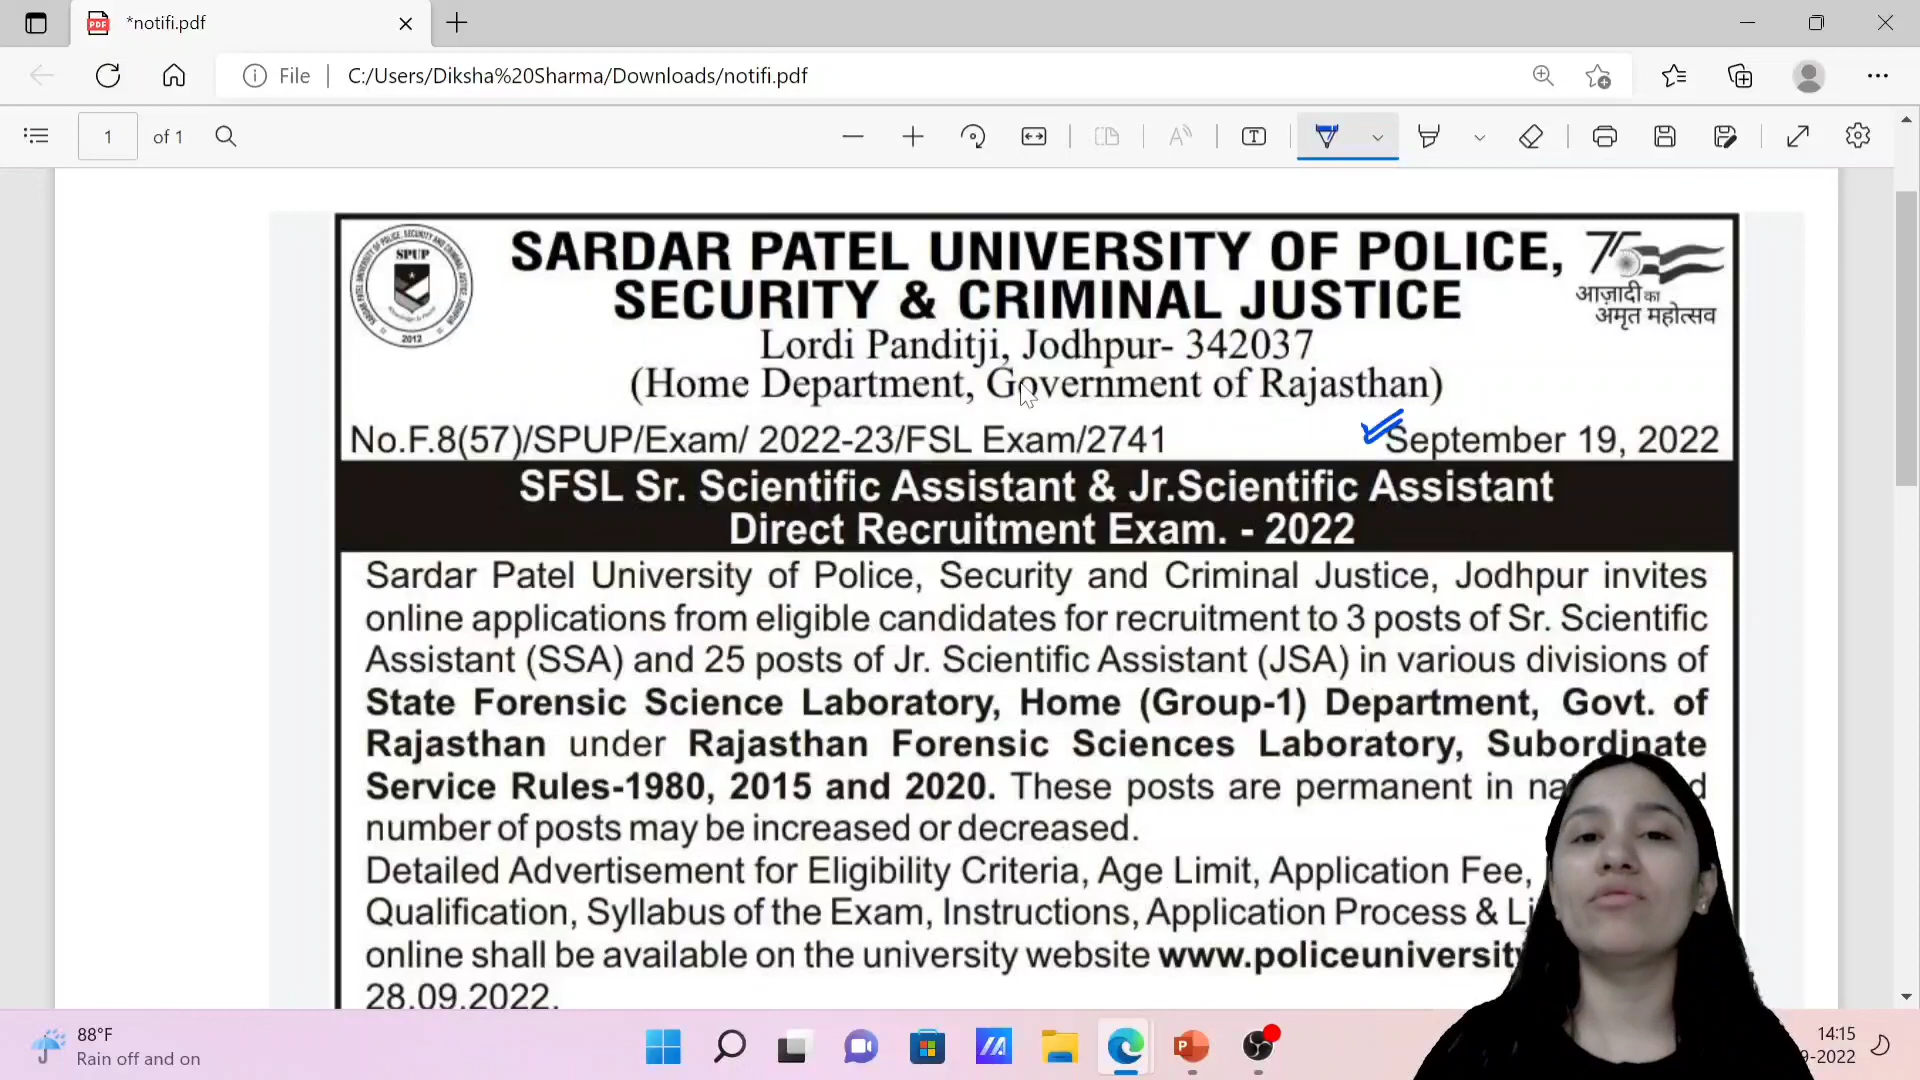 *notifi.pdf
File
C:/Users/Diksha%20Sharma/Downloads/notifi.pdf
1 of 1
SPUP
2012
SARDAR PATEL UNIVERSITY OF POLICE,
SECURITY & CRIMINAL JUSTICE
75
आज़ादी का
अमृत महोत्सव
Lordi Panditji, Jodhpur- 342037
(Home Department, Government of Rajasthan)
No.F.8(57)/SPUP/Exam/ 2022-23/FSL Exam/2741
September 19, 2022
SFSL Sr. Scientific Assistant & Jr.Scientific Assistant
Direct Recruitment Exam. - 2022
Sardar Patel University of Police, Security and Criminal Justice, Jodhpur invites
online applications from eligible candidates for recruitment to 3 posts of Sr. Scientific
Assistant (SSA) and 25 posts of Jr. Scientific Assistant (JSA) in various divisions of
State Forensic Science Laboratory, Home (Group-1) Department, Govt. of
Rajasthan under Rajasthan Forensic Sciences Laboratory, Subordinate
Service Rules-1980, 2015 and 2020. These posts are permanent in
number of posts may be increased or decreased.
Detailed Advertisement for Eligibility Criteria, Age Limit, Application Fee,
Qualification, Syllabus of the Exam, Instructions, Application Process &
online shall be available on the university website www.policeuniversity
28.09.2022.
88°F
Rain off and on
14:15
9-2022